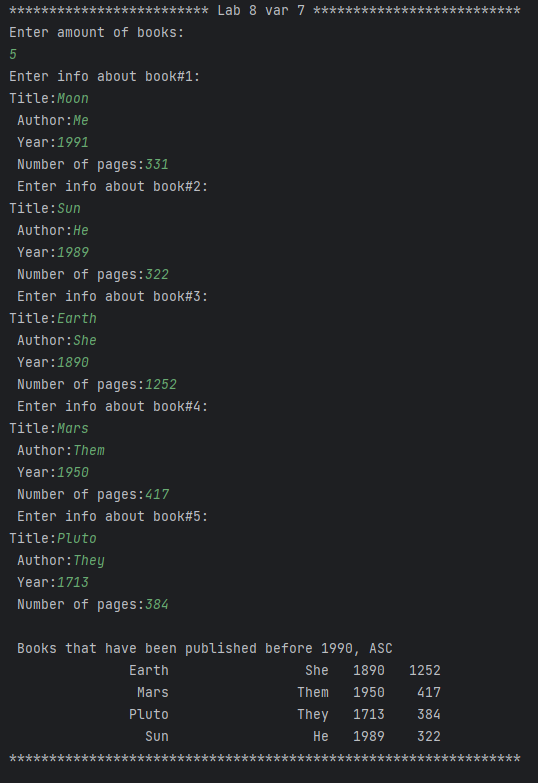 ************************* Lab 8 var 7 **************************
Enter amount of books:
5
Enter info about book#1:
Title:Moon
Author:Me
Year:1991
Number of pages:331
Enter info about book#2:
Title:Sun
Author:He
Year:1989
Number of pages:322
Enter info about book#3:
Title:Earth
Author:She
Year:1890
Number of pages:1252
Enter info about book#4:
Title:Mars
Author:Them
Year:1950
Number of pages:417
Enter info about book#5:
Title:Pluto
Author:They
Year:1713
Number of pages:384
Books that have been published before 1990, ASC
Earth She 1890 1252
Mars Them 1950 417
Pluto They 1713 384
Sun He 1989 322
****************************************************************